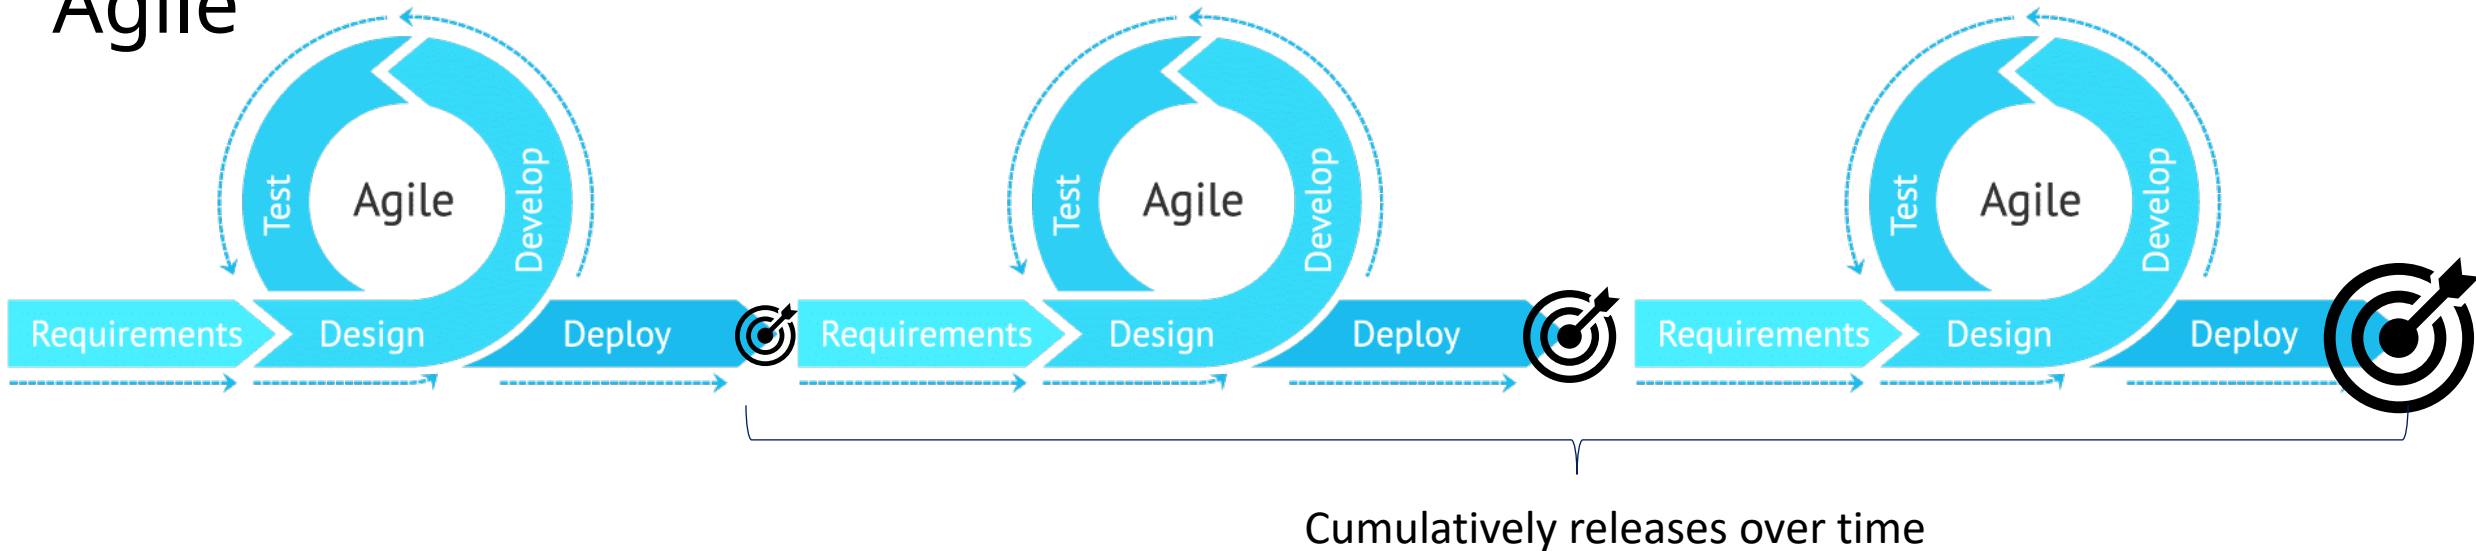 Agile
Test
Agile
Develop
Requirements
Design
Deploy
Test
Agile
Develop
Requirements
Design
Deploy
Test
Agile
Develop
Requirements
Design
Deploy
Cumulatively releases over time